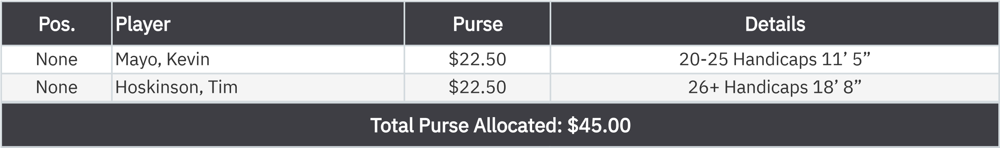 Pos. Player Purse Details
None Mayo, Kevin $22.50 20-25 Handicaps 11’ 5”
None Hoskinson, Tim $22.50 26+ Handicaps 18’ 8”
Total Purse Allocated: $45.00